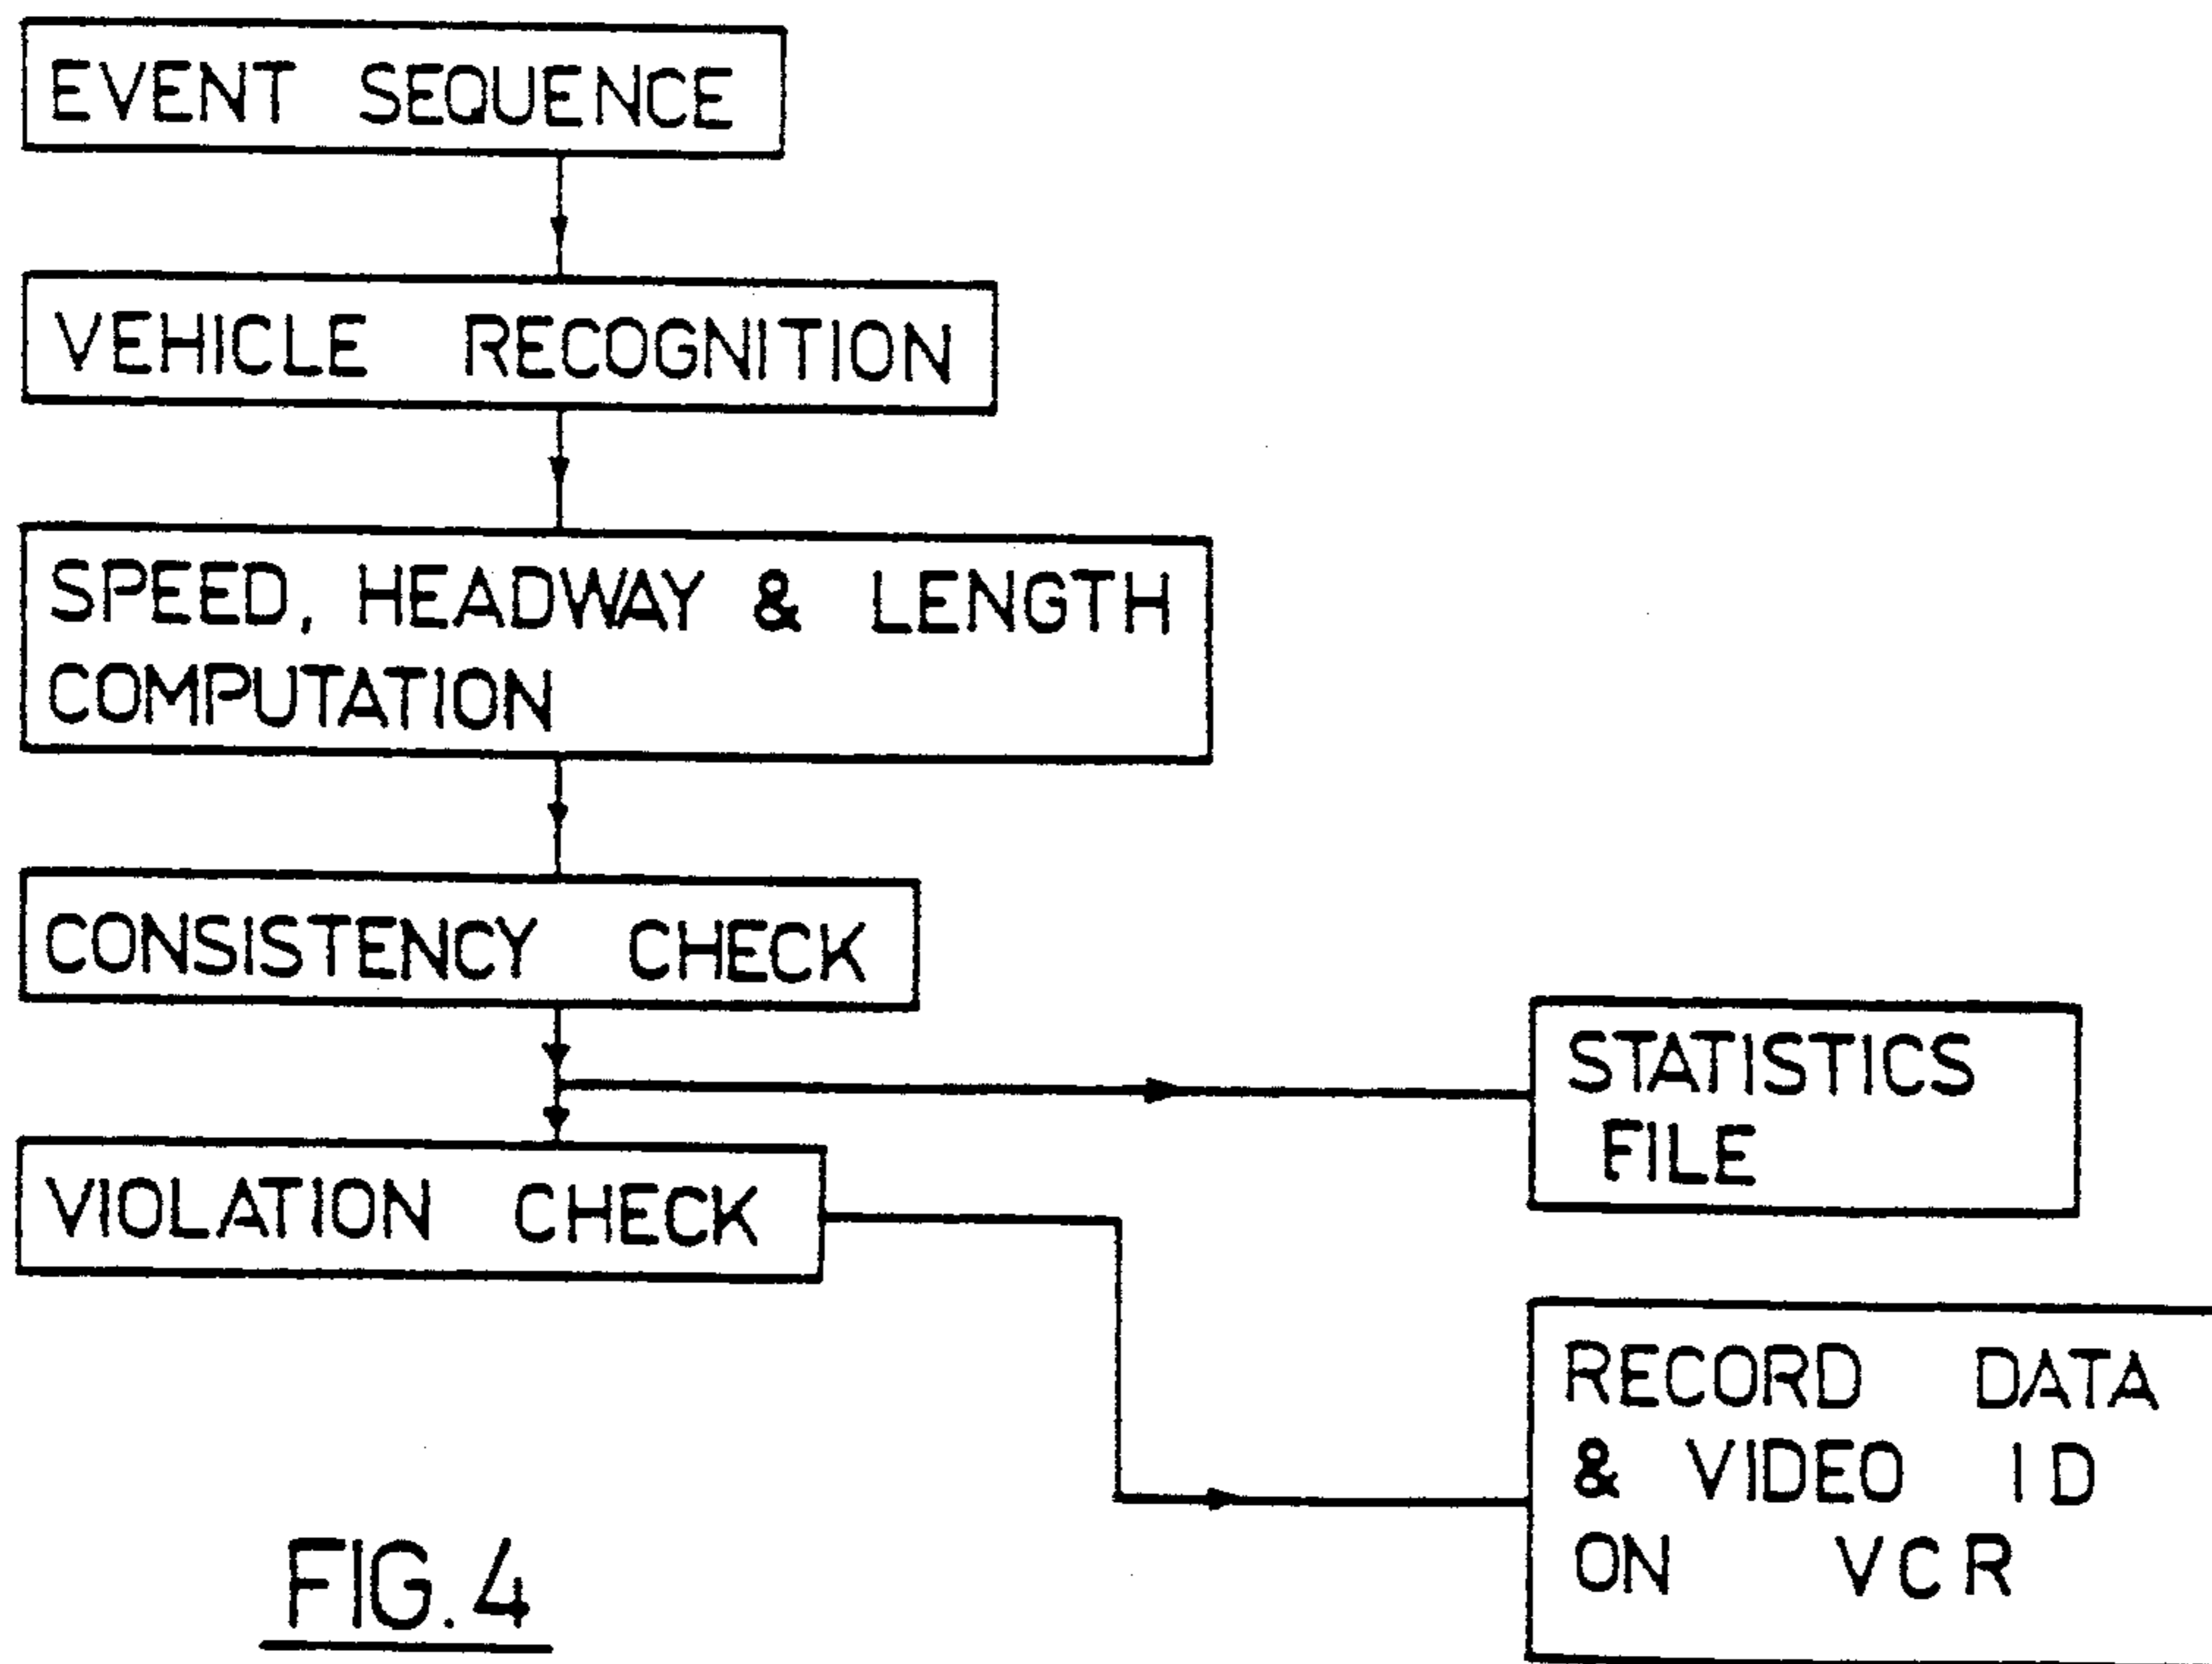 EVENT SEQUENCE
VEHICLE RECOGNITION
SPEED, HEADWAY & LENGTH
COMPUTATION
CONSISTENCY CHECK
STATISTICS
FILE
VIOLATION CHECK
RECORD DATA
& VIDEO ID
ON VCR
FIG. 4